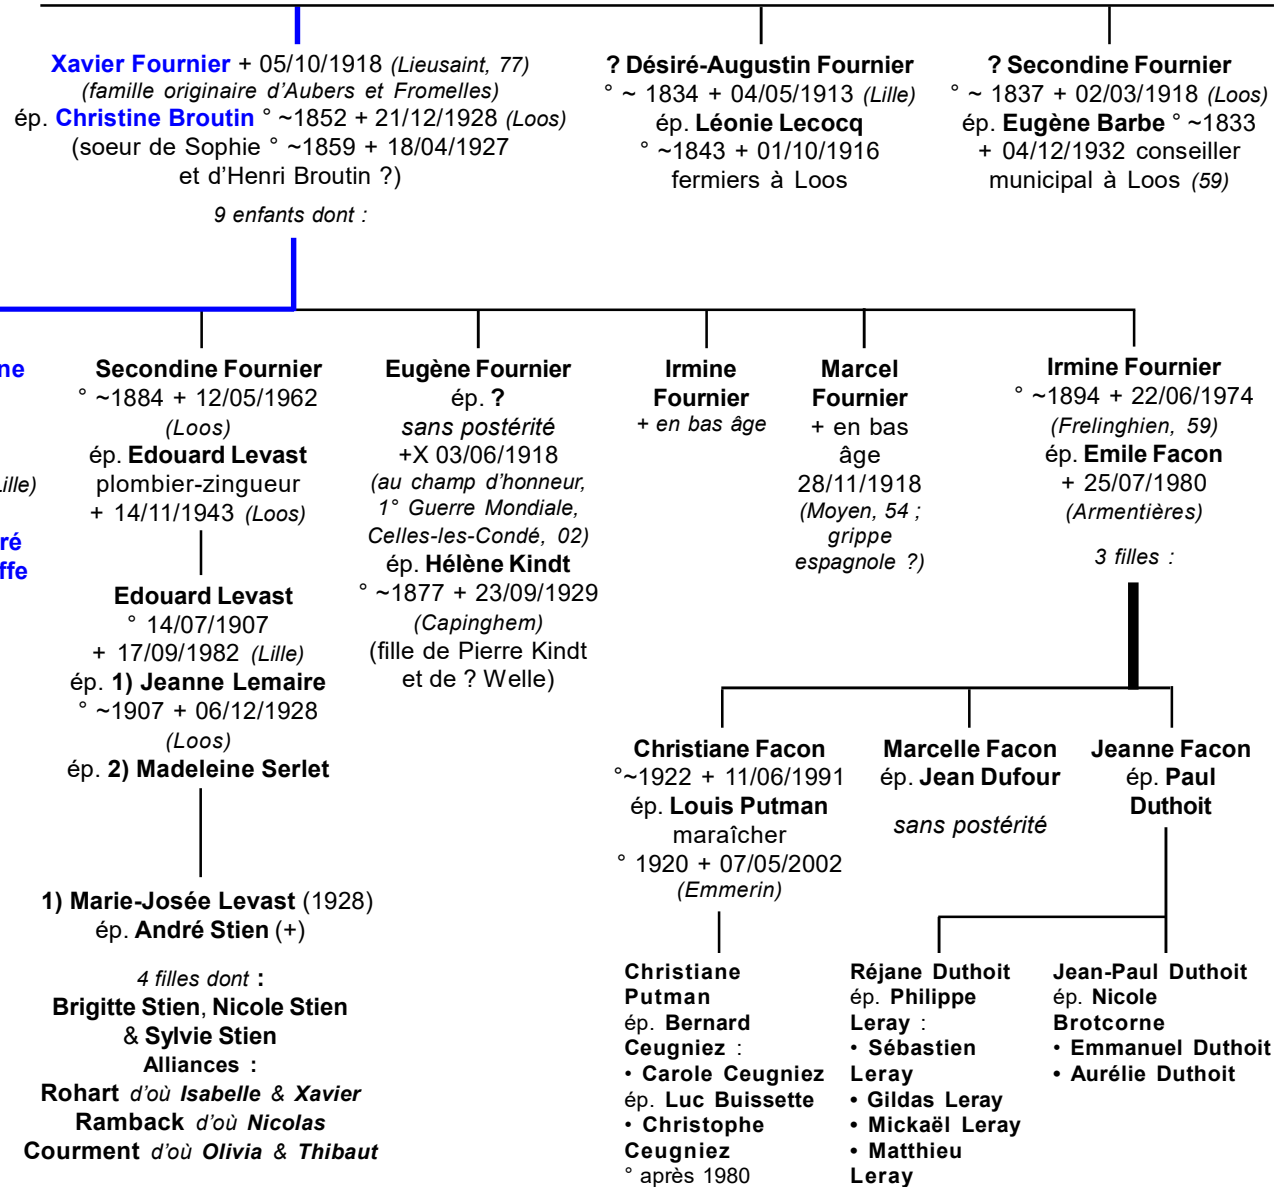 Xavier Fournier + 05/10/1918 (Lieusaint, 77)
(famille originaire d'Aubers et Fromelles)
ép. Christine Broutin ° ~1852 + 21/12/1928 (Loos)
(soeur de Sophie ° ~1859 + 18/04/1927
et d'Henri Broutin ?)
9 enfants dont :
? Désiré-Augustin Fournier
° ~ 1834 + 04/05/1913 (Lille)
ép. Léonie Lecocq
° ~1843 + 01/10/1916
fermiers à Loos
? Secondine Fournier
° ~ 1837 + 02/03/1918 (Loos)
ép. Eugène Barbe ° ~1833
+ 04/12/1932 conseiller
municipal à Loos (59)
ne
ille)
ré
ffe
Secondine Fournier
° ~1884 + 12/05/1962
(Loos)
ép. Edouard Levast
plombier-zingueur
+ 14/11/1943 (Loos)
Edouard Levast
° 14/07/1907
+ 17/09/1982 (Lille)
ép. 1) Jeanne Lemaire
° ~1907 + 06/12/1928
(Loos)
ép. 2) Madeleine Serlet
1) Marie-Josée Levast (1928)
ép. André Stien (+)
4 filles dont :
Brigitte Stien, Nicole Stien
& Sylvie Stien
Alliances :
Rohart d'où Isabelle & Xavier
Ramback d'où Nicolas
Courment d'où Olivia & Thibaut
Eugène Fournier
ép. ?
sans postérité
+X 03/06/1918
(au champ d'honneur,
1° Guerre Mondiale,
Celles-les-Condé, 02)
ép. Hélène Kindt
° ~1877 + 23/09/1929
(Capinghem)
(fille de Pierre Kindt
et de ? Welle)
Irmine
Fournier
+ en bas âge
Marcel
Fournier
+ en bas
âge
28/11/1918
(Moyen, 54 ;
grippe
espagnole ?)
Irmine Fournier
° ~1894 + 22/06/1974
(Frelinghien, 59)
ép. Emile Facon
+ 25/07/1980
(Armentières)
3 filles :
Christiane Facon
°~1922 + 11/06/1991
ép. Louis Putman
maraîcher
° 1920 + 07/05/2002
(Emmerin)
Marcelle Facon
ép. Jean Dufour
sans postérité
Jeanne Facon
ép. Paul
Duthoit
Christiane
Putman
ép. Bernard
Ceugniez :
• Carole Ceugniez
ép. Luc Buissette
• Christophe
Ceugniez
° après 1980
Réjane Duthoit
ép. Philippe
Leray :
• Sébastien
Leray
• Gildas Leray
• Mickaël Leray
• Matthieu
Leray
Jean-Paul Duthoit
ép. Nicole
Brotcorne
• Emmanuel Duthoit
• Aurélie Duthoit